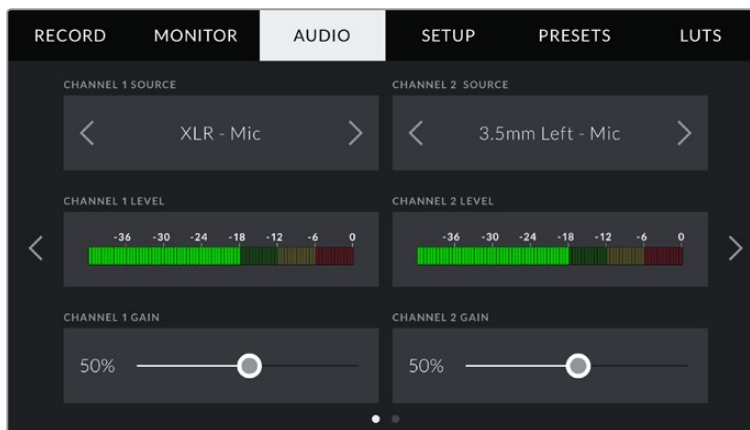 RECORD MONITOR AUDIO SETUP PRESETS LUTS
CHANNEL 1 SOURCE CHANNEL 2 SOURCE
XLR - Mic 3.5mm Left - Mic
CHANNEL 1 LEVEL CHANNEL 2 LEVEL
-36 -30 -24 -18 -12 -6 0 -36 -30 -24 -18 -12 -6 0
CHANNEL 1 GAIN CHANNEL 2 GAIN
50% 50%